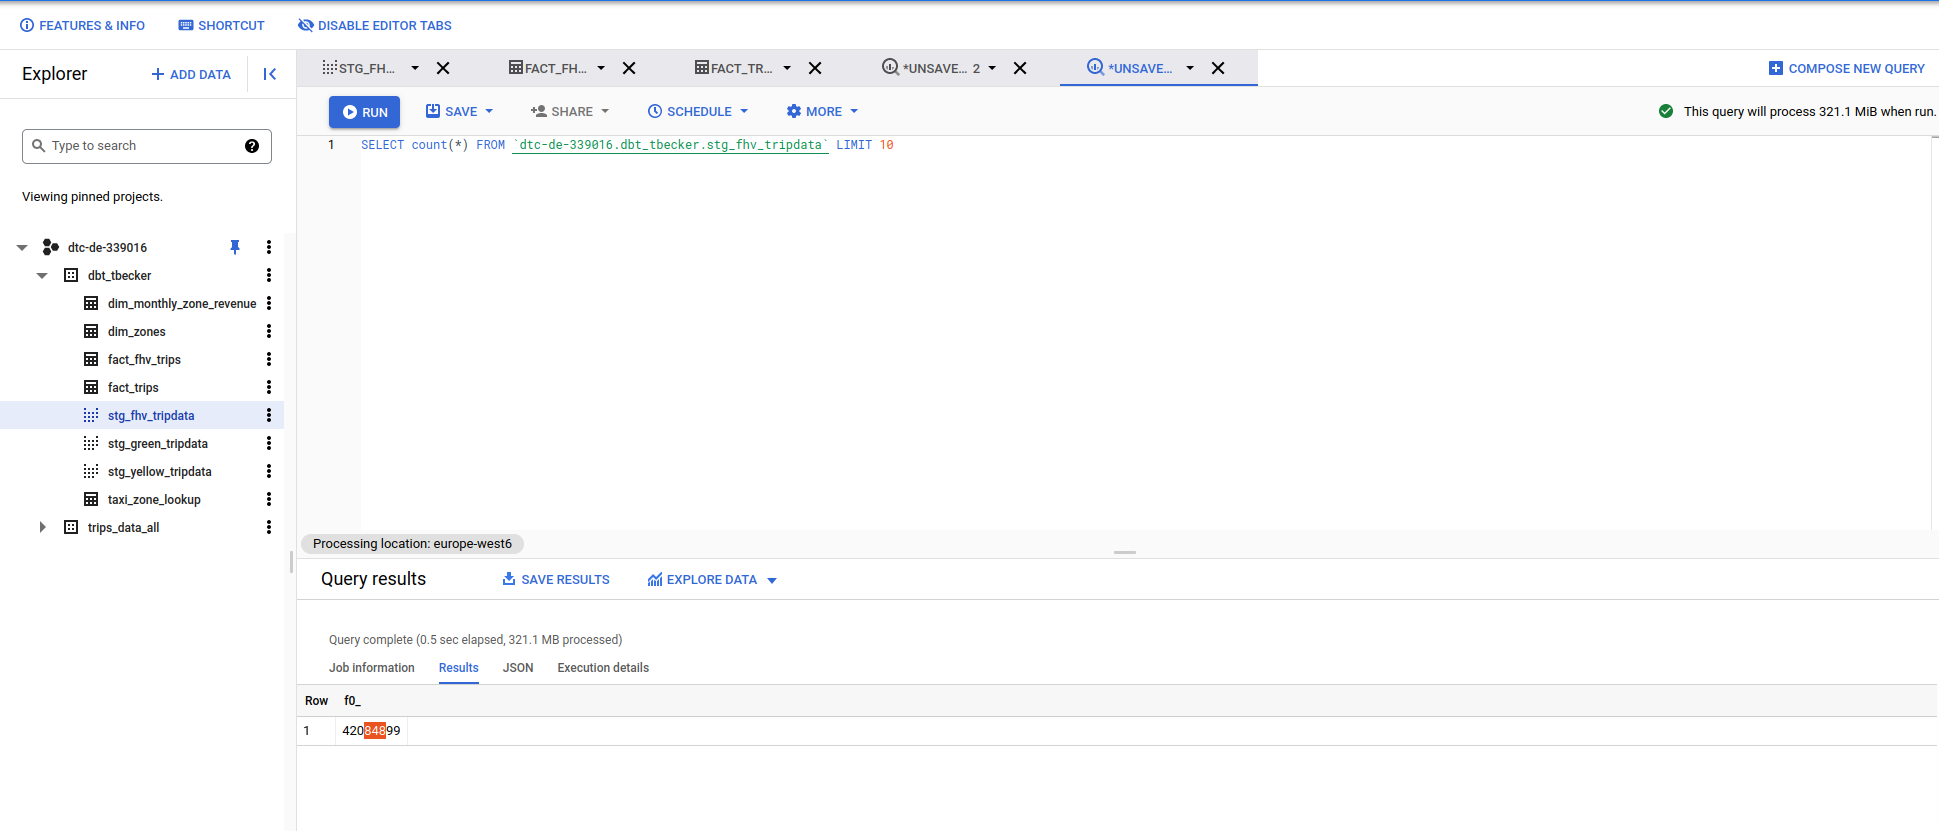 FEATURES & INFO SHORTCUT DISABLE EDITOR TABS
Explorer
ADD DATA
Type to search
Viewing pinned projects.
dtc-de-339016
dbt_tbecker
dim_monthly_zone_revenue
dim_zones
fact_fhv_trips
fact_trips
stg_fhv_tripdata
stg_green_tripdata
stg_yellow_tripdata
taxi_zone_lookup
trips_data_all
STG_FH... FACT_FH... FACT_TR... *UNSAVE... 2 *UNSAVE... COMPOSE NEW QUERY
RUN SAVE SHARE SCHEDULE MORE This query will process 321.1 MiB when run.
1 SELECT count(*) FROM `dtc-de-339016.dbt_tbecker.stg_fhv_tripdata` LIMIT 10
Processing location: europe-west6
Query results SAVE RESULTS EXPLORE DATA
Query complete (0.5 sec elapsed, 321.1 MB processed)
Job information Results JSON Execution details
Row f0_
1 42084899